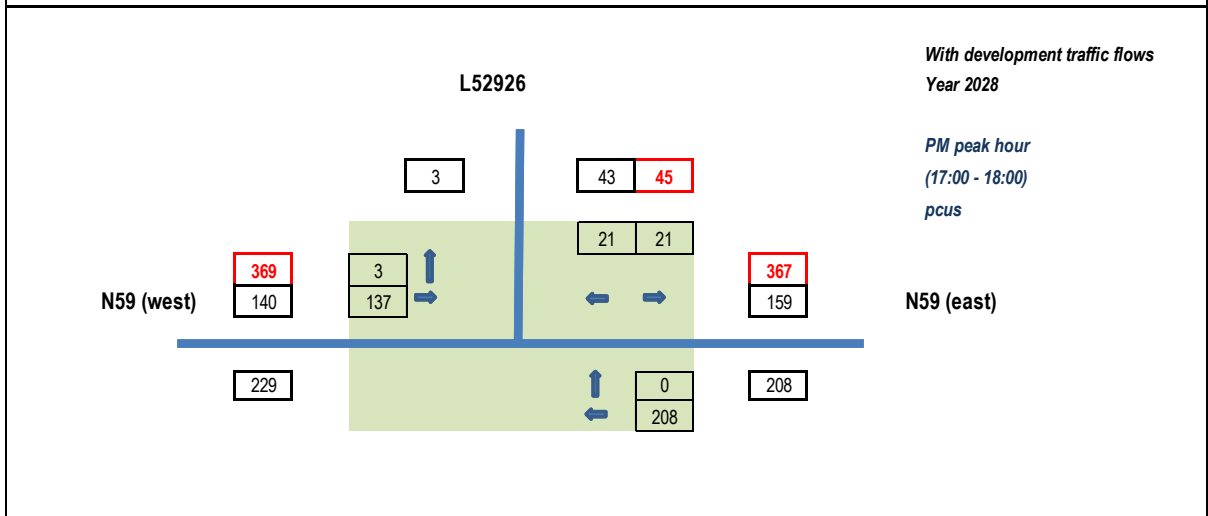 With development traffic flows
Year 2028
L52926
PM peak hour
(17:00 - 18:00)
pcus
3
43 45
21 21
369
3
367
N59 (west)
140
137
159
N59 (east)
229
0
208
208